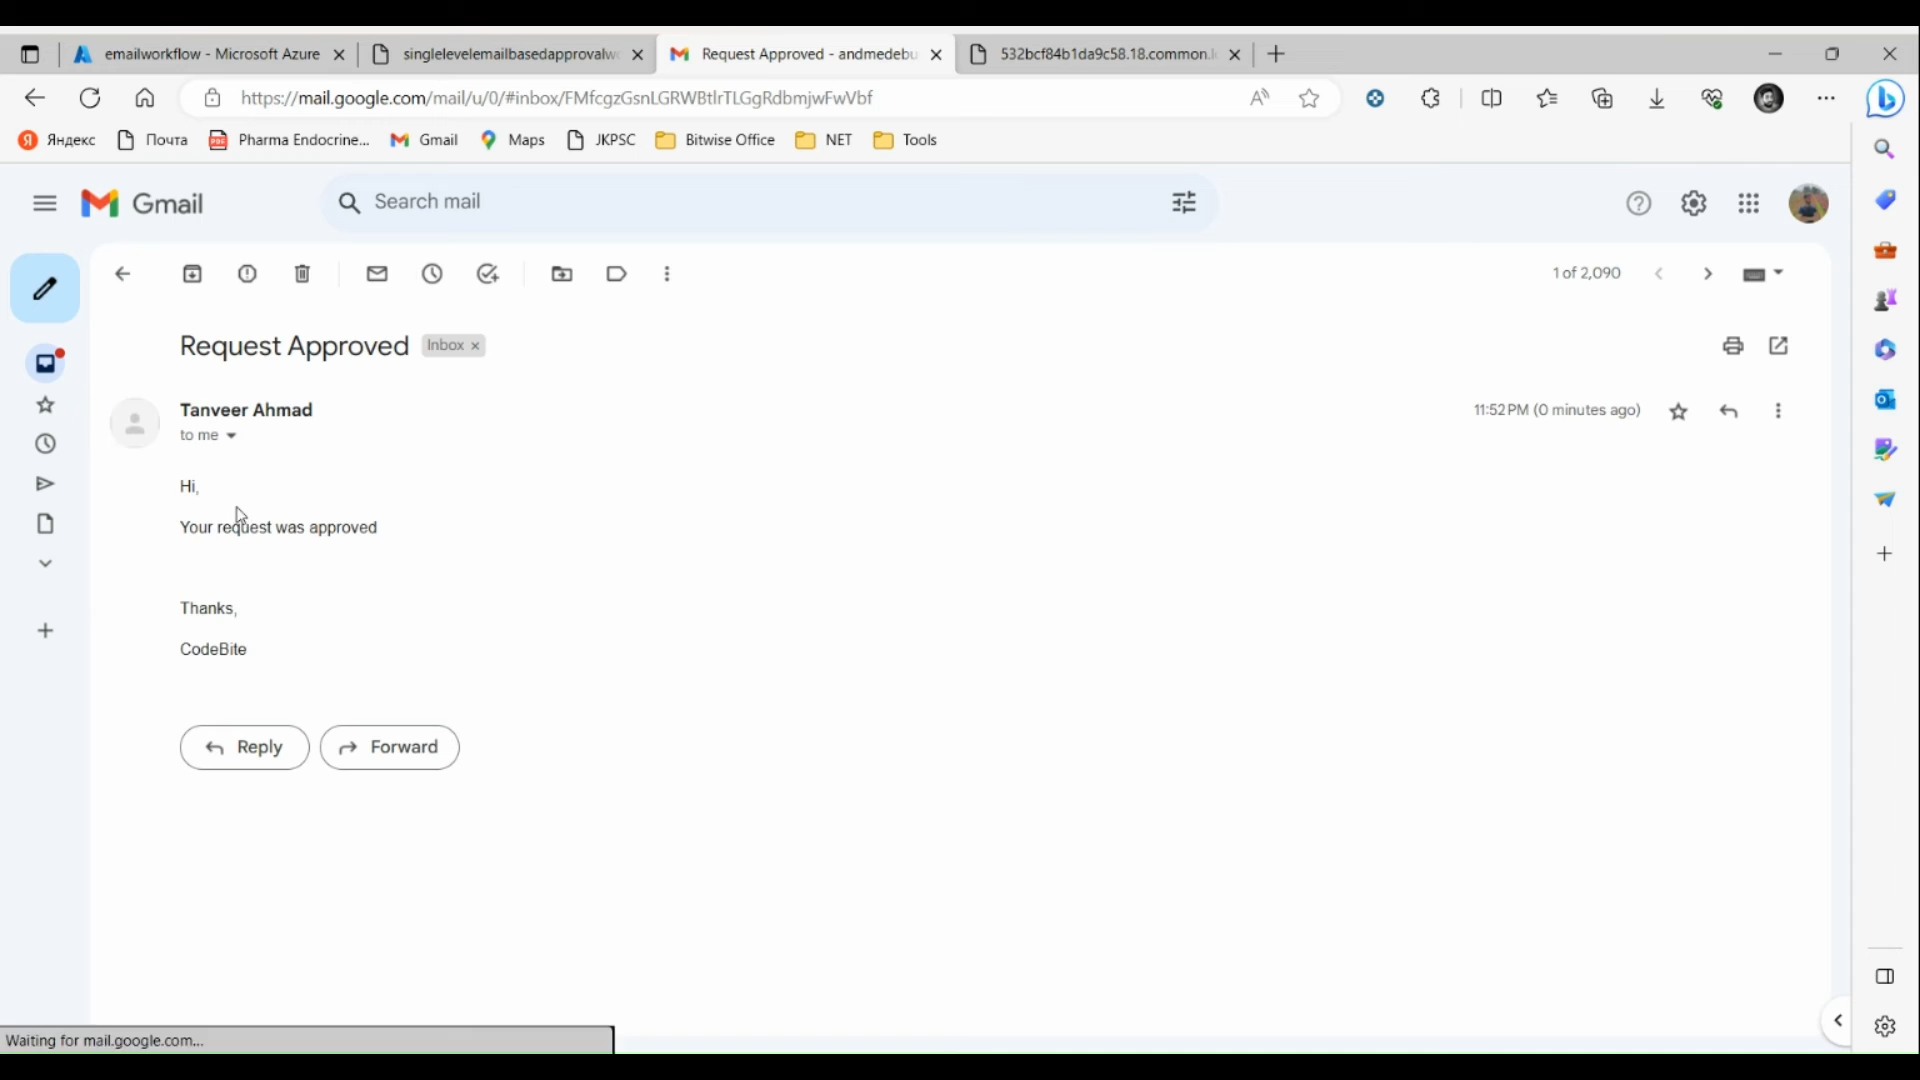 emailworkflow - Microsoft Azure
singlelevelemailbasedapprovalwo
Request Approved - andmedebu
532bcf84b1da9c58.18.common.l
https://mail.google.com/mail/u/0/#inbox/FMfcgzGsnLGRWBtlrTLGgRdbmjwFwVbf
Яндекс Почта Pharma Endocrine... Gmail Maps JKPSC Bitwise Office NET Tools
Gmail
Search mail
1 of 2,090
Request Approved
Inbox x
Tanveer Ahmad
11:52 PM (0 minutes ago)
to me
Hi,
Your request was approved
Thanks,
CodeBite
Reply
Forward
Waiting for mail.google.com...